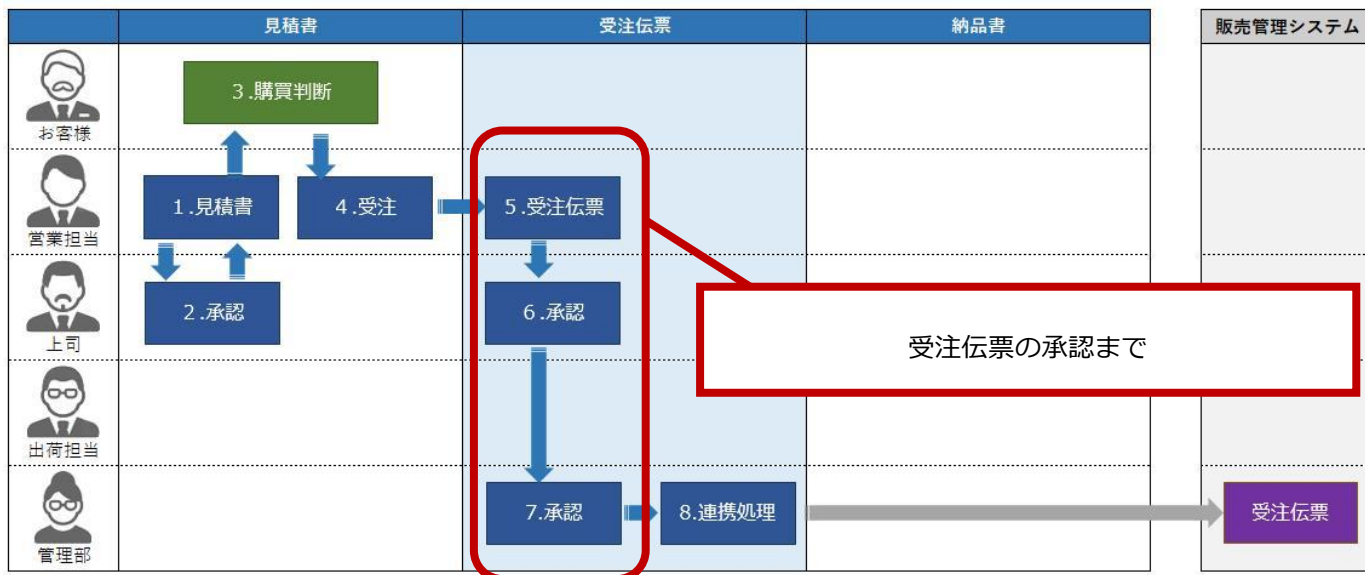 見積書
受注伝票
納品書
販売管理システム
お客様
3.購買判断
営業担当
1.見積書
4.受注
5.受注伝票
上司
2.承認
6.承認
受注伝票の承認まで
出荷担当
管理部
7.承認
8.連携処理
受注伝票